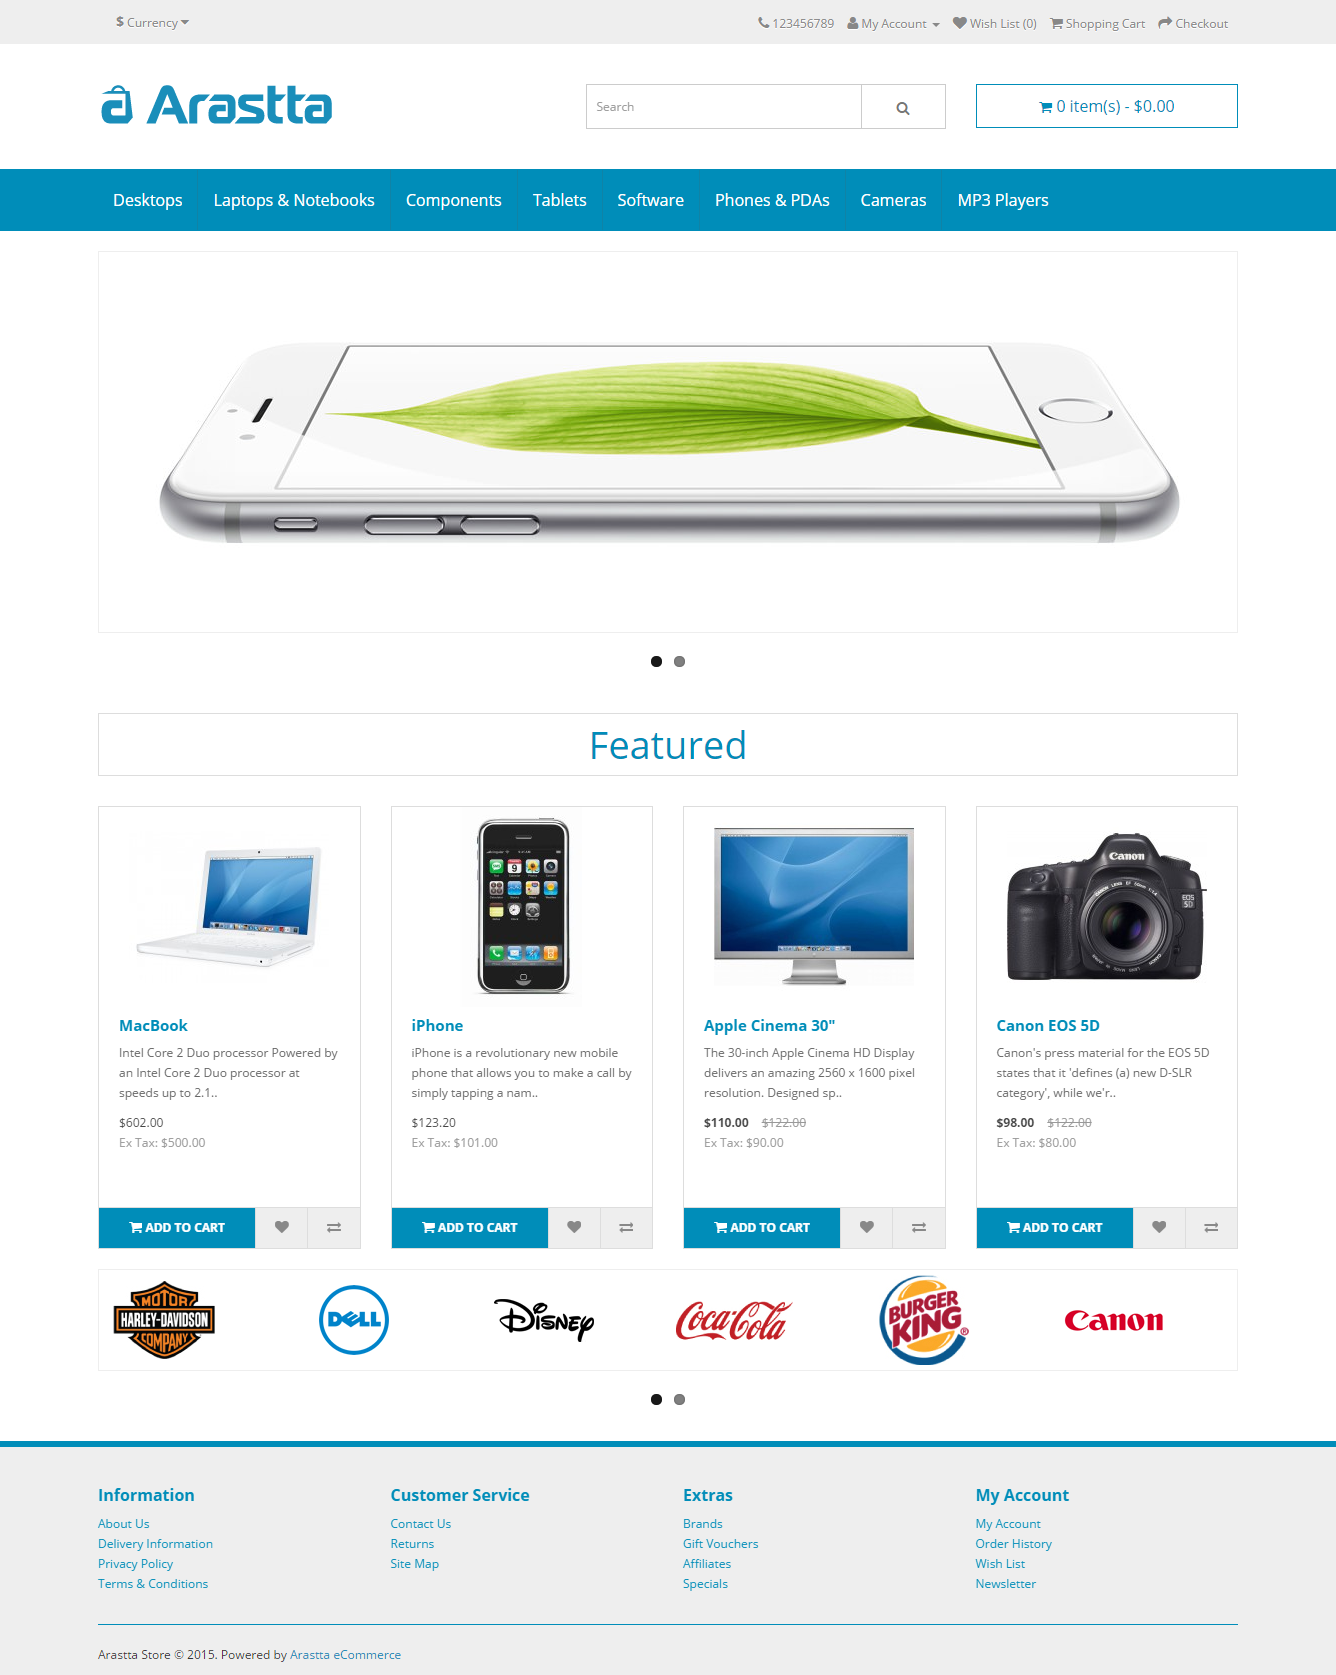 $ Currency
123456789 My Account Wish List (0) Shopping Cart Checkout
a Arastta
Search
0 item(s) - $0.00
Desktops Laptops & Notebooks Components Tablets Software Phones & PDAs Cameras MP3 Players
Featured
Canon
EOS 5D
MacBook
Intel Core 2 Duo processor Powered by
an Intel Core 2 Duo processor at
speeds up to 2.1..
$602.00
Ex Tax: $500.00
ADD TO CART
iPhone
iPhone is a revolutionary new mobile
phone that allows you to make a call by
simply tapping a nam..
$123.20
Ex Tax: $101.00
ADD TO CART
Apple Cinema 30"
The 30-inch Apple Cinema HD Display
delivers an amazing 2560 x 1600 pixel
resolution. Designed sp..
$110.00 $122.00
Ex Tax: $90.00
ADD TO CART
Canon EOS 5D
Canon's press material for the EOS 5D
states that it 'defines (a) new D-SLR
category', while we'r..
$98.00 $122.00
Ex Tax: $80.00
ADD TO CART
MOTOR
HARLEY-DAVIDSON
COMPANY
DELL
Disney
Coca-Cola
BURGER
KING
®
Canon
Information
About Us
Delivery Information
Privacy Policy
Terms & Conditions
Customer Service
Contact Us
Returns
Site Map
Extras
Brands
Gift Vouchers
Affiliates
Specials
My Account
My Account
Order History
Wish List
Newsletter
Arastta Store © 2015. Powered by Arastta eCommerce